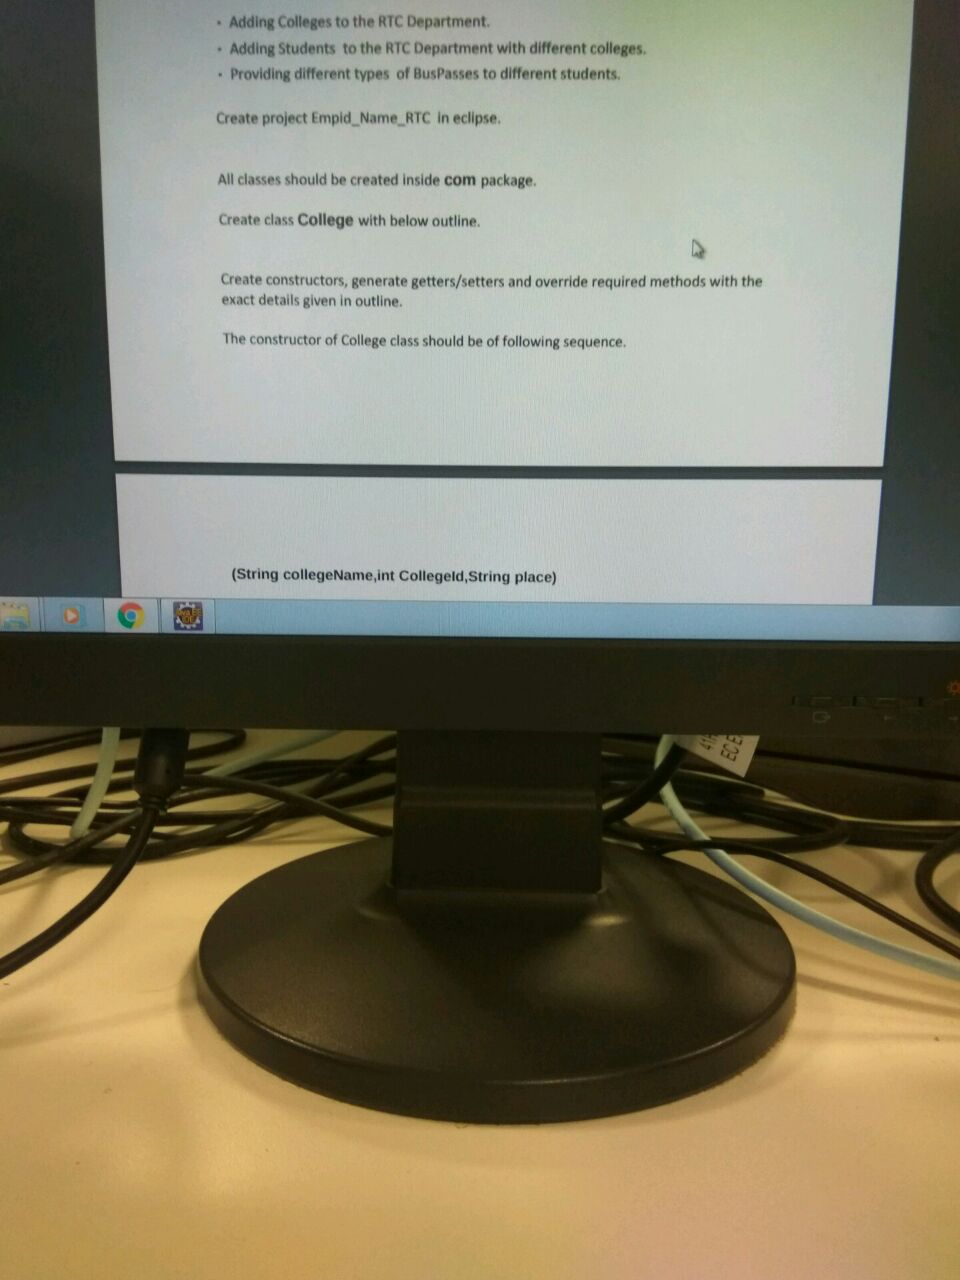 • Adding Colleges to the RTC Department.
• Adding Students to the RTC Department with different colleges.
• Providing different types of BusPasses to different students.
Create project Empid_Name_RTC in eclipse.
All classes should be created inside com package.
Create class College with below outline.
Create constructors, generate getters/setters and override required methods with the
exact details given in outline.
The constructor of College class should be of following sequence.
(String collegeName,int CollegeId,String place)
Java EE
IDE